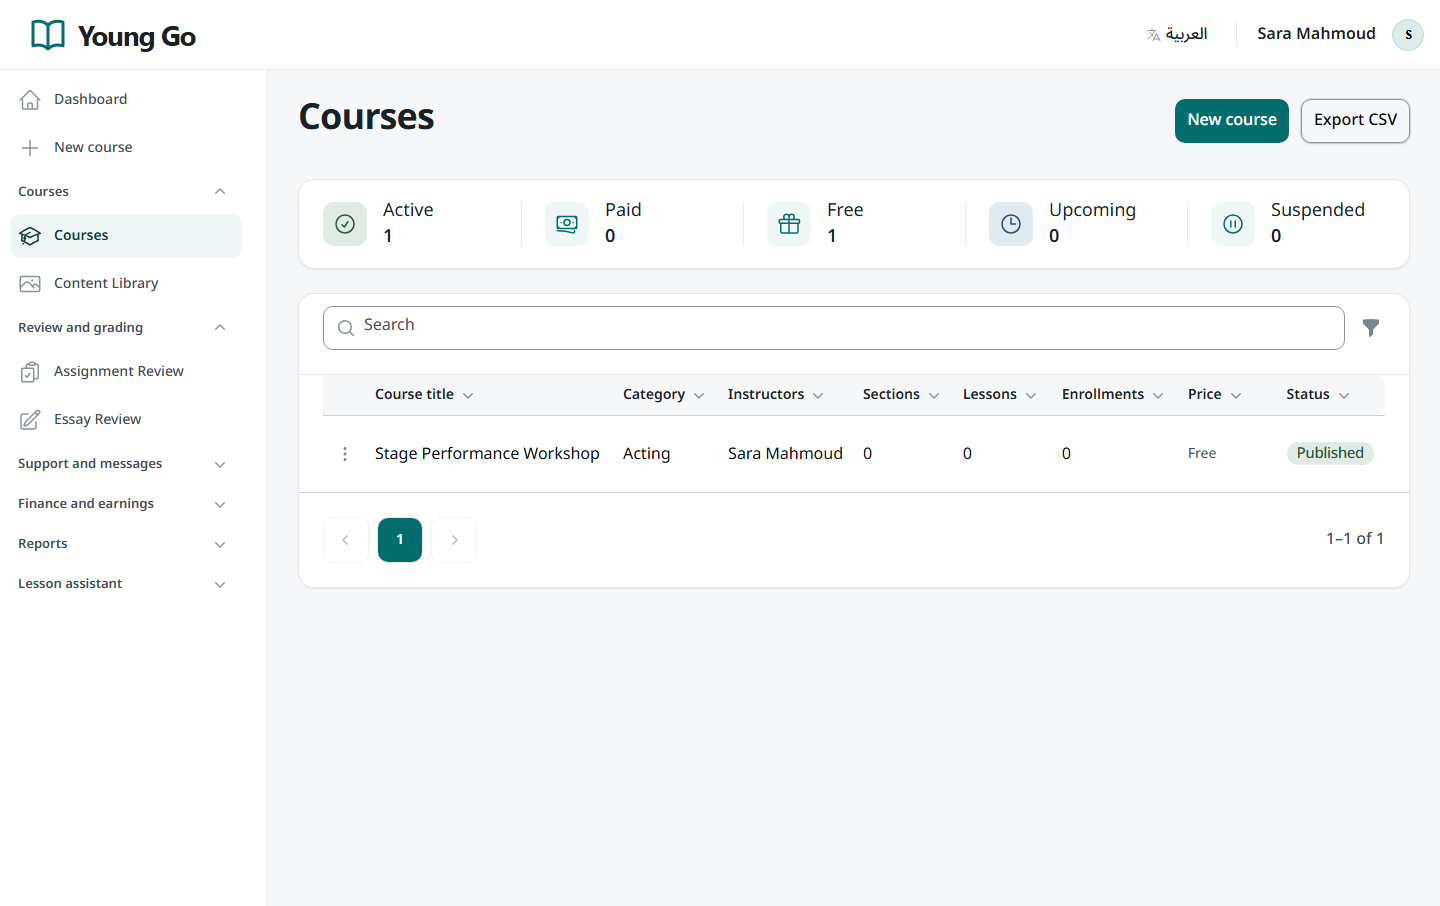 Young Go
العربية
Sara Mahmoud
S
Dashboard
New course
Courses
Courses
Content Library
Review and grading
Assignment Review
Essay Review
Support and messages
Finance and earnings
Reports
Lesson assistant
Courses
New course
Export CSV
Active
1
Paid
0
Free
1
Upcoming
0
Suspended
0
Search
Course title Category Instructors Sections Lessons Enrollments Price Status
Stage Performance Workshop Acting Sara Mahmoud 0 0 0 Free Published
1
1–1 of 1